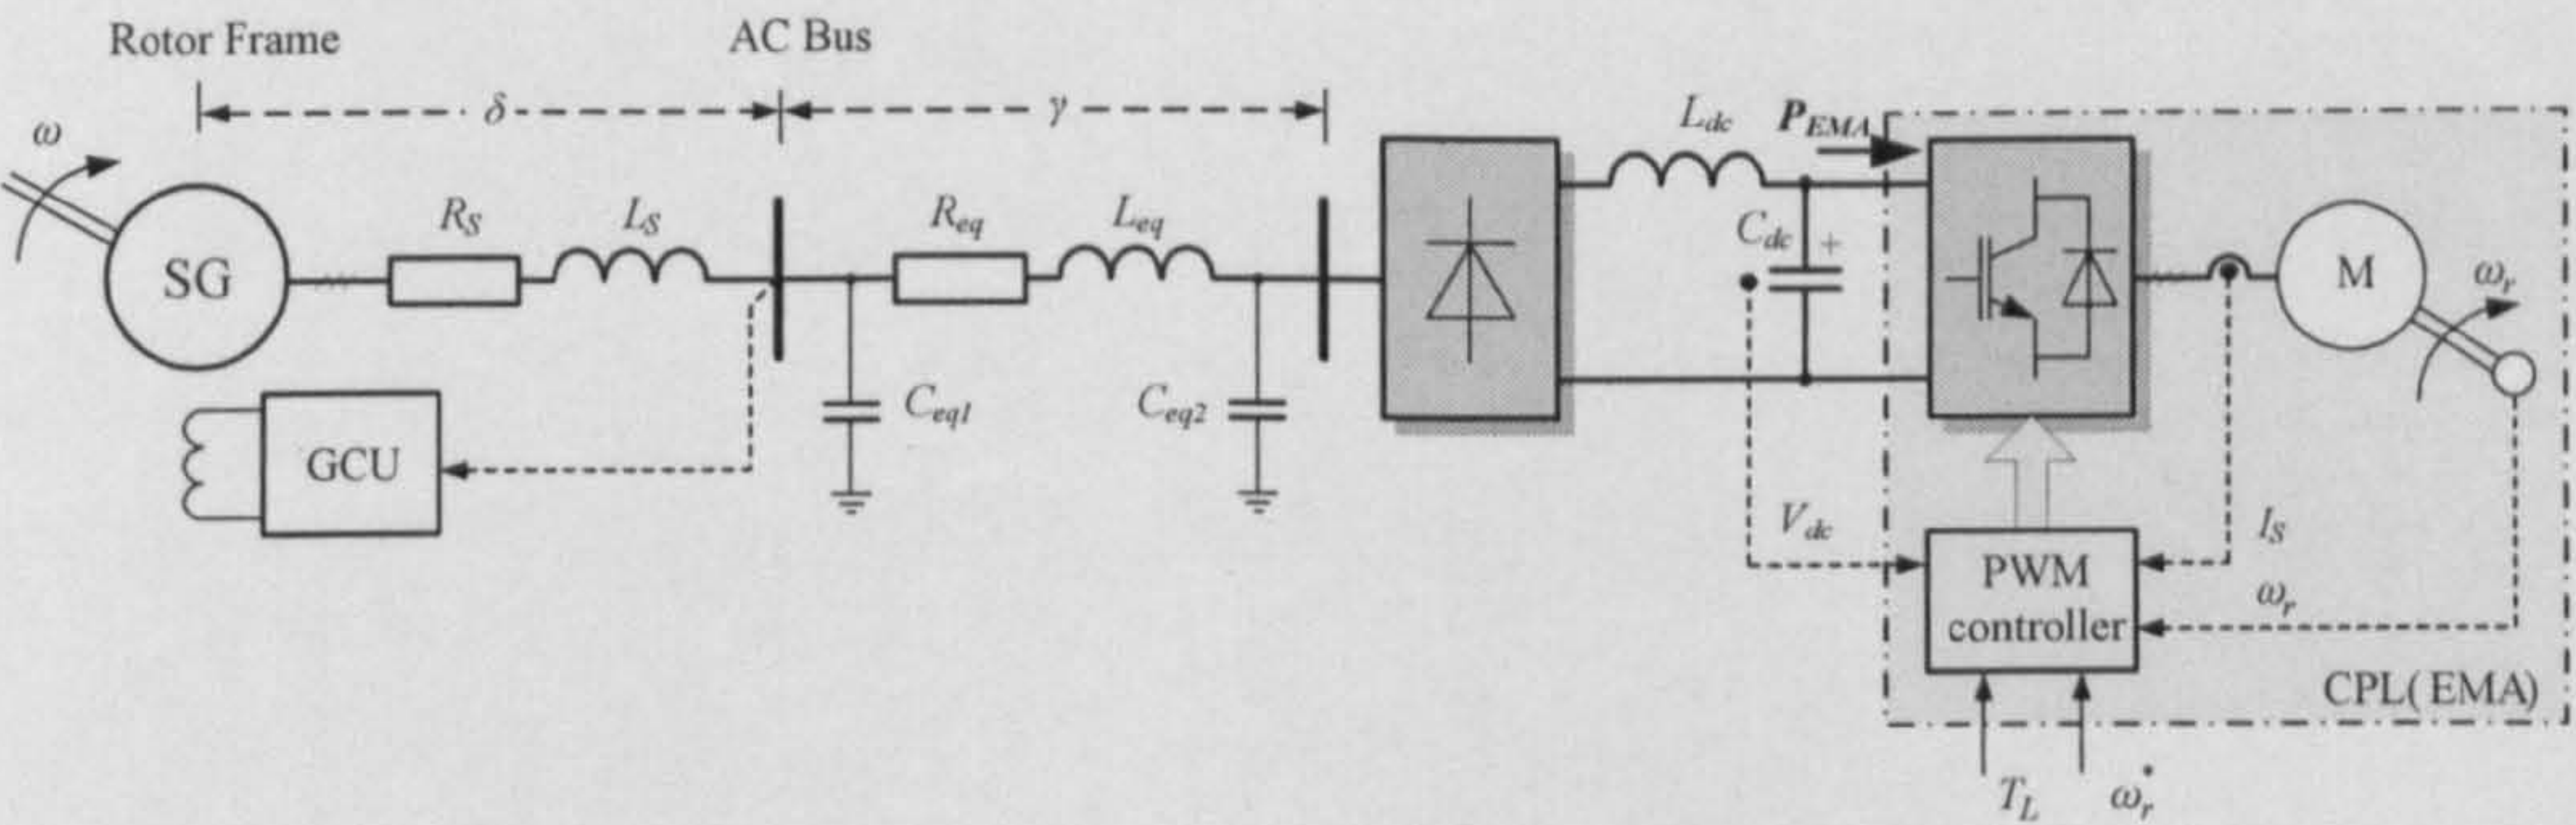 Rotor Frame
AC Bus
δ
γ
ω
L_dc
P_EMA
R_S
L_S
R_eq
L_eq
C_dc
+
SG
M
ω_r
C_eq1
C_eq2
GCU
V_dc
I_S
PWM
controller
ω_r
CPL(EMA)
T_L
ω_r^*